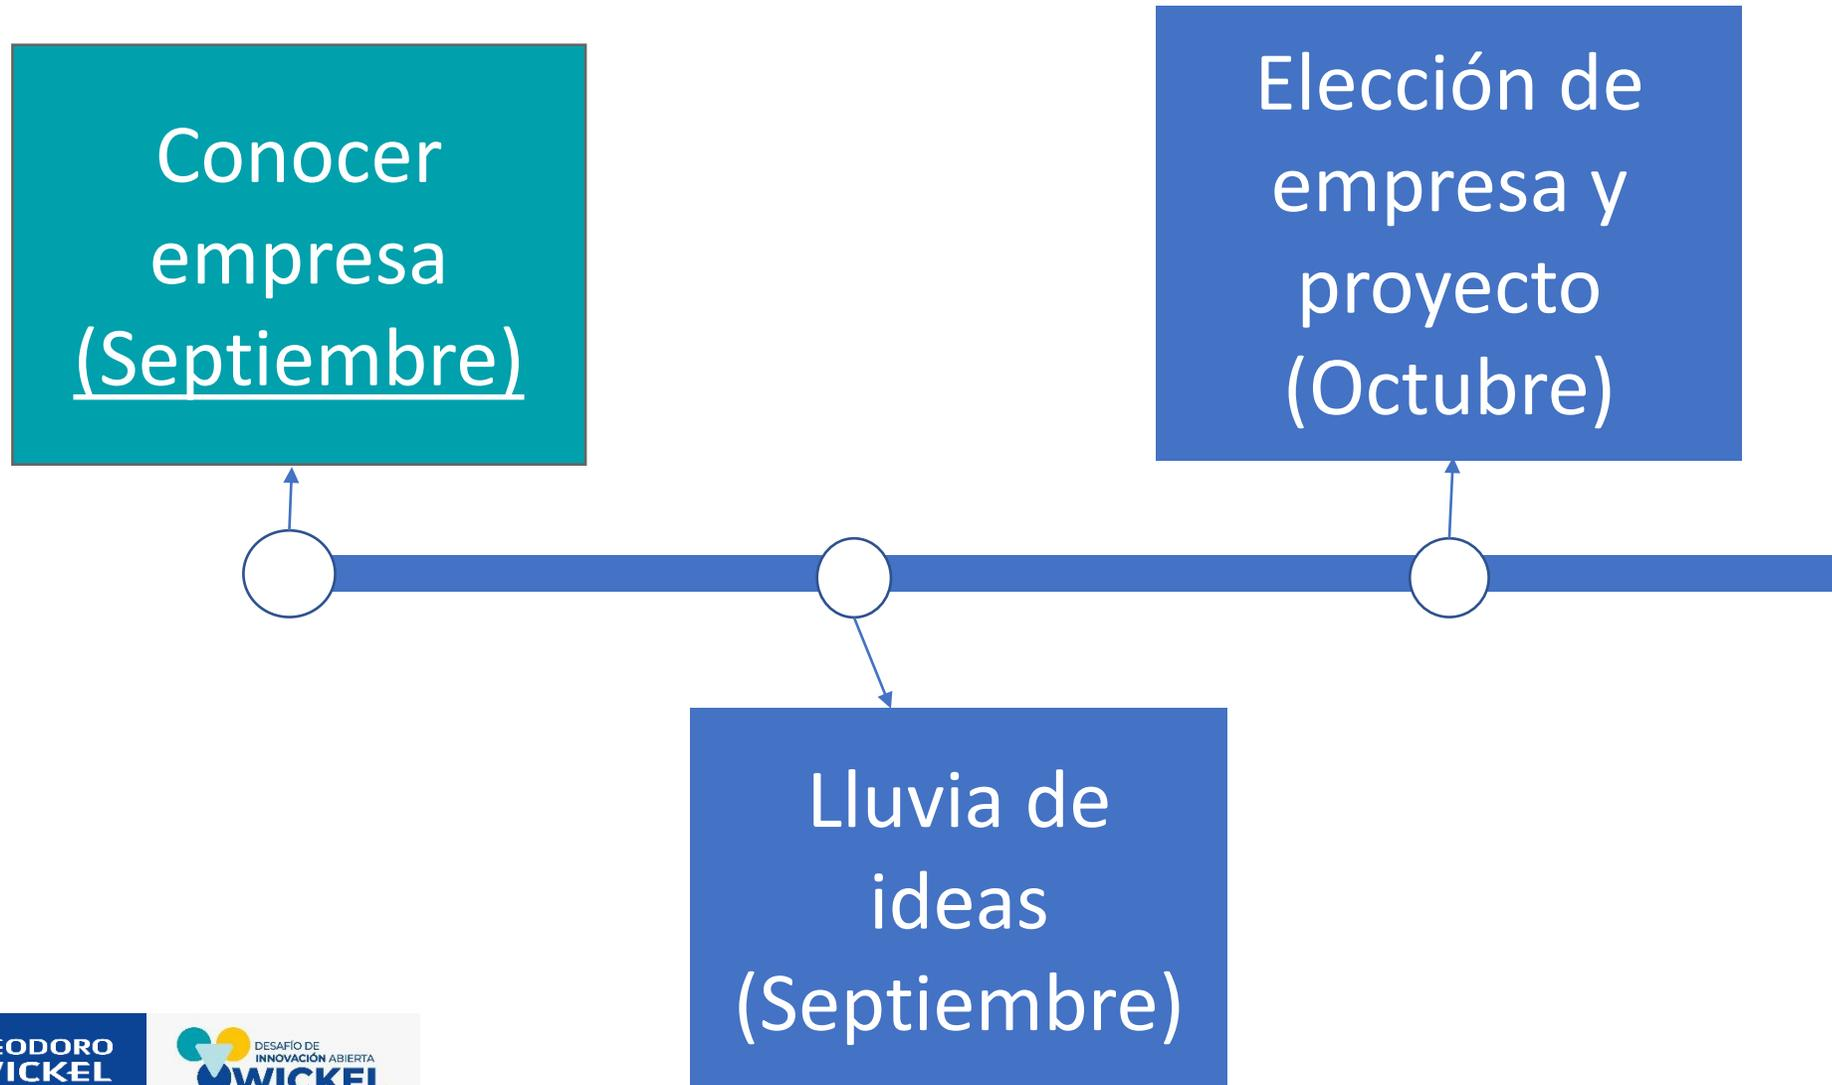 Conocer
empresa
(Septiembre)
Elección de
empresa y
proyecto
(Octubre)
Lluvia de
ideas
(Septiembre)
DESAFÍO DE
INNOVACIÓN ABIERTA